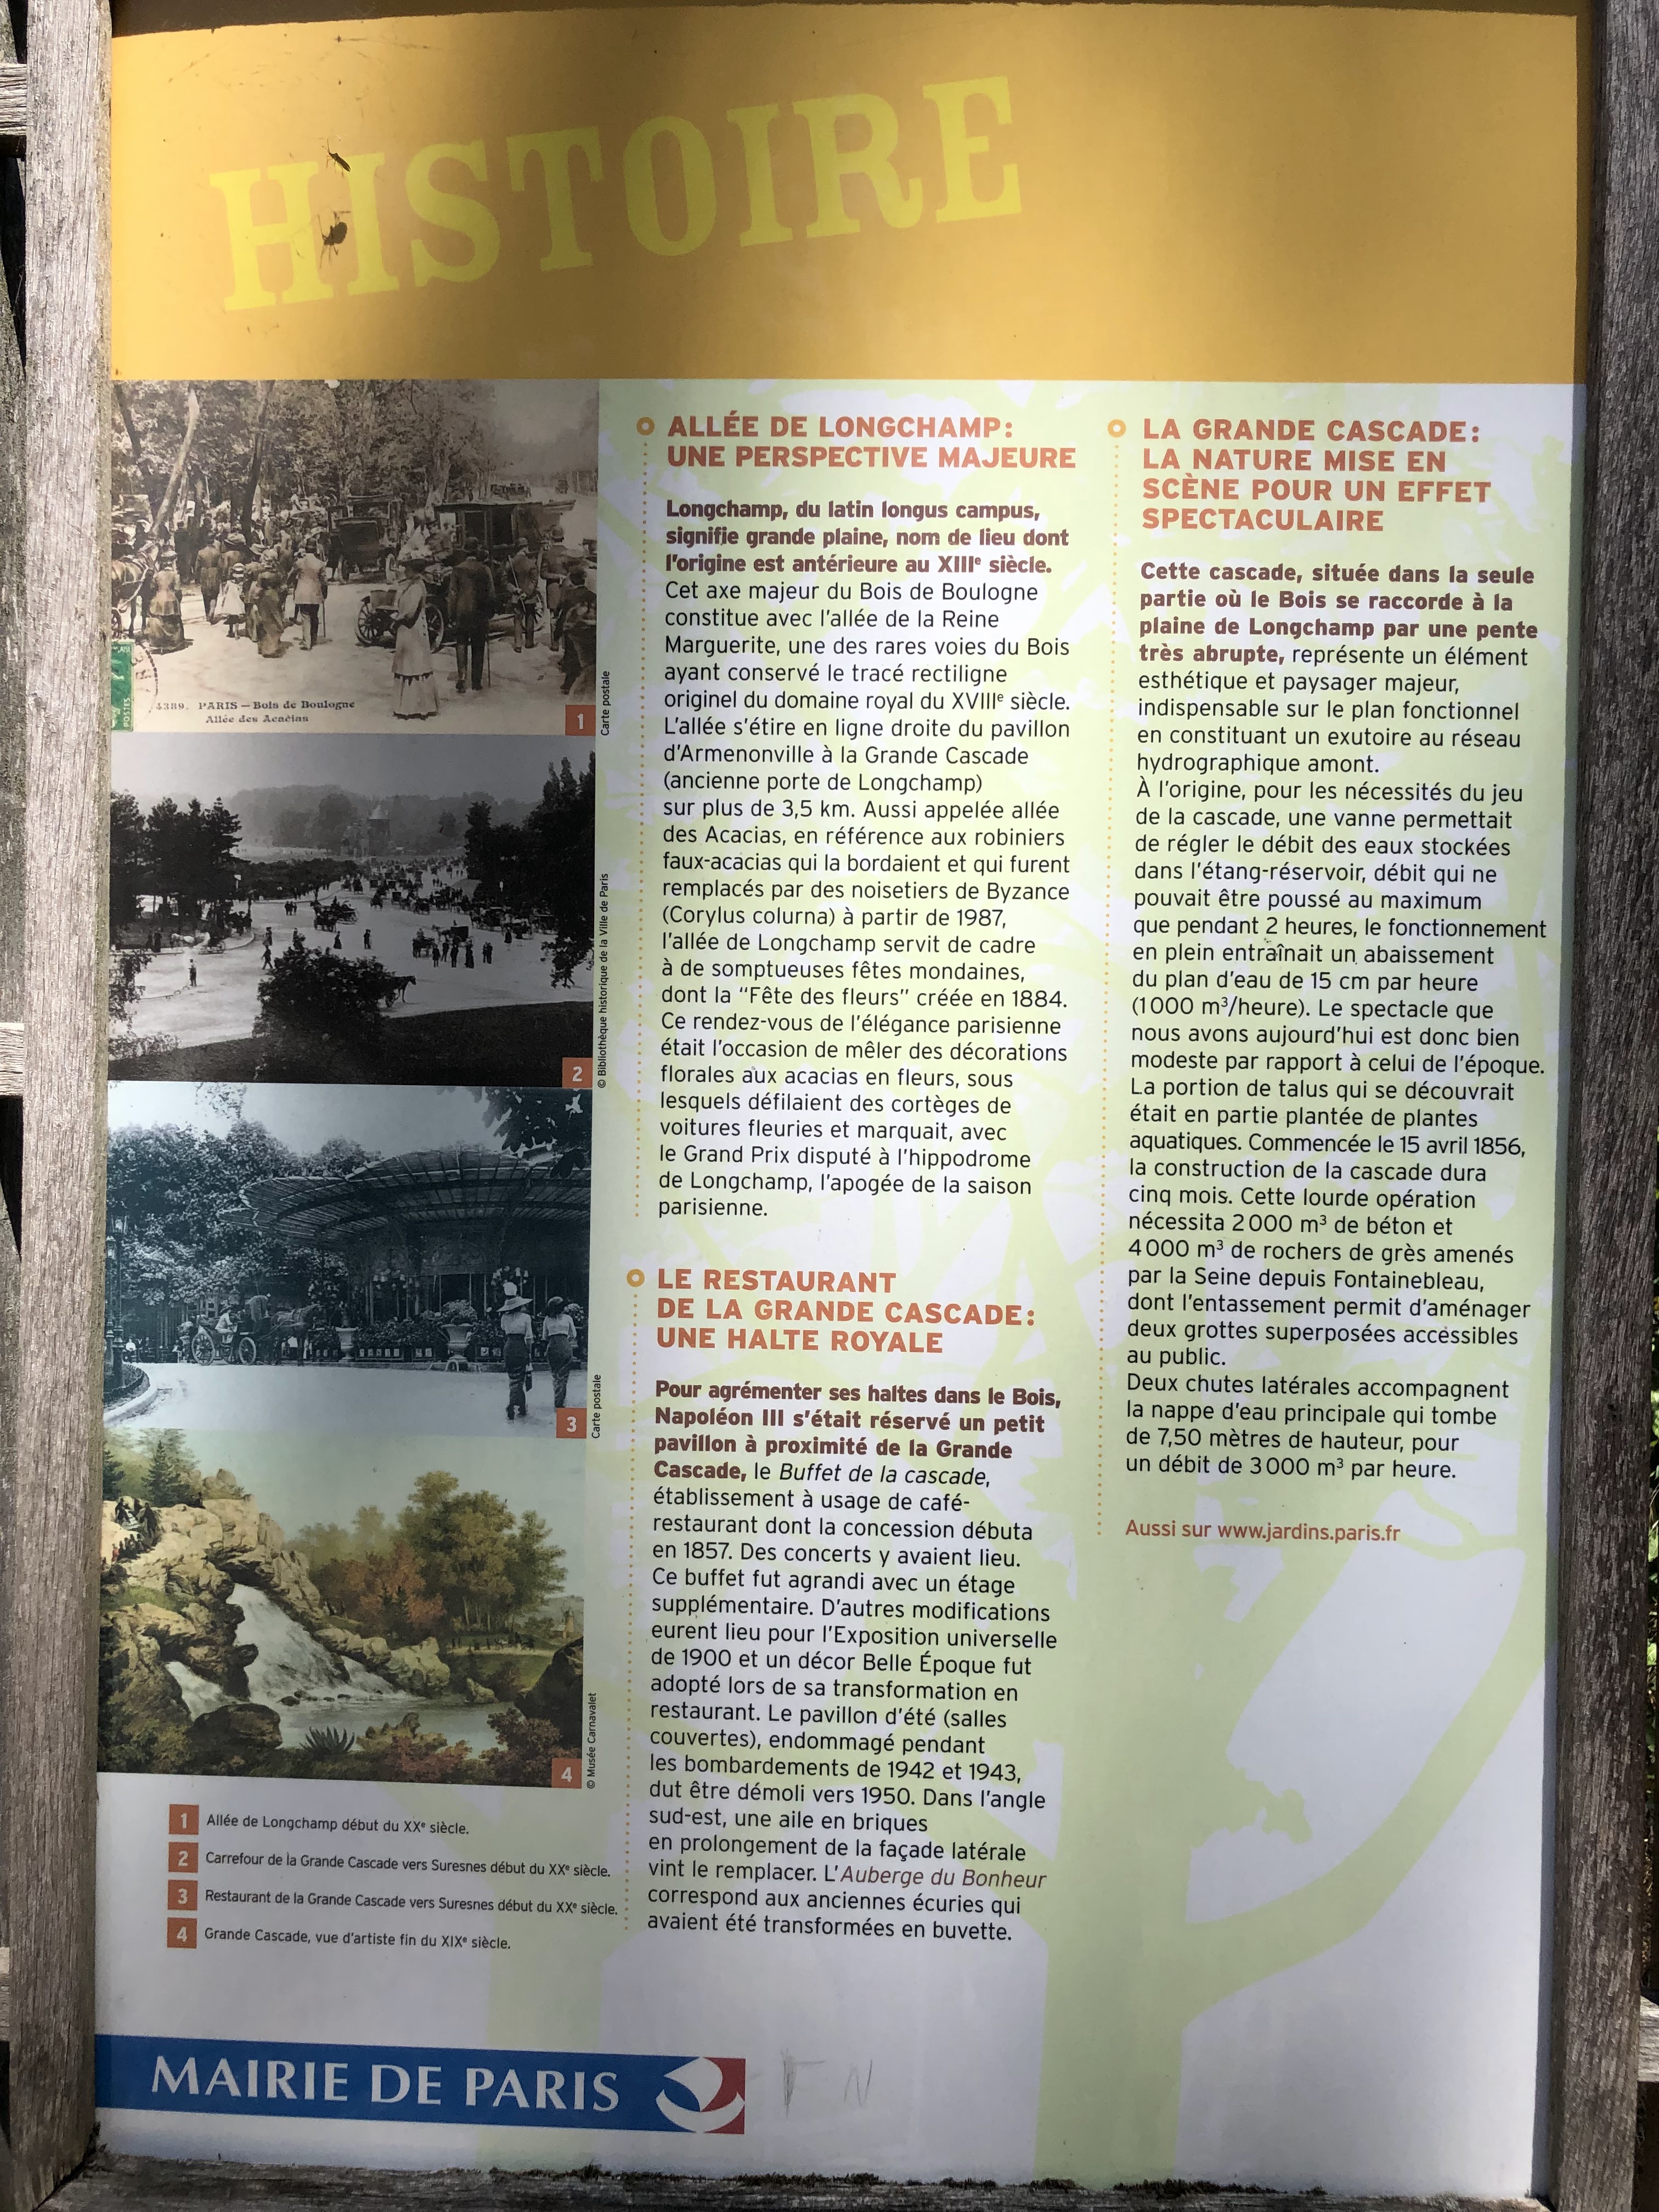 HISTOIRE
4389. PARIS — Bois de Boulogne
Allée des Acacias
POSTES
1
Carte postale
2
© Bibliothèque historique de la Ville de Paris
3
Carte postale
4
© Musée Carnavalet
1 Allée de Longchamp début du XXe siècle.
2 Carrefour de la Grande Cascade vers Suresnes début du XXe siècle.
3 Restaurant de la Grande Cascade vers Suresnes début du XXe siècle.
4 Grande Cascade, vue d'artiste fin du XIXe siècle.
ALLÉE DE LONGCHAMP :
UNE PERSPECTIVE MAJEURE
Longchamp, du latin longus campus,
signifie grande plaine, nom de lieu dont
l'origine est antérieure au XIIIe siècle.
Cet axe majeur du Bois de Boulogne
constitue avec l'allée de la Reine
Marguerite, une des rares voies du Bois
ayant conservé le tracé rectiligne
originel du domaine royal du XVIIIe siècle.
L'allée s'étire en ligne droite du pavillon
d'Armenonville à la Grande Cascade
(ancienne porte de Longchamp)
sur plus de 3,5 km. Aussi appelée allée
des Acacias, en référence aux robiniers
faux-acacias qui la bordaient et qui furent
remplacés par des noisetiers de Byzance
(Corylus colurna) à partir de 1987,
l'allée de Longchamp servit de cadre
à de somptueuses fêtes mondaines,
dont la "Fête des fleurs" créée en 1884.
Ce rendez-vous de l'élégance parisienne
était l'occasion de mêler des décorations
florales aux acacias en fleurs, sous
lesquels défilaient des cortèges de
voitures fleuries et marquait, avec
le Grand Prix disputé à l'hippodrome
de Longchamp, l'apogée de la saison
parisienne.
LE RESTAURANT
DE LA GRANDE CASCADE :
UNE HALTE ROYALE
Pour agrémenter ses haltes dans le Bois,
Napoléon III s'était réservé un petit
pavillon à proximité de la Grande
Cascade, le Buffet de la cascade,
établissement à usage de café-
restaurant dont la concession débuta
en 1857. Des concerts y avaient lieu.
Ce buffet fut agrandi avec un étage
supplémentaire. D'autres modifications
eurent lieu pour l'Exposition universelle
de 1900 et un décor Belle Époque fut
adopté lors de sa transformation en
restaurant. Le pavillon d'été (salles
couvertes), endommagé pendant
les bombardements de 1942 et 1943,
dut être démoli vers 1950. Dans l'angle
sud-est, une aile en briques
en prolongement de la façade latérale
vint le remplacer. L'Auberge du Bonheur
correspond aux anciennes écuries qui
avaient été transformées en buvette.
LA GRANDE CASCADE :
LA NATURE MISE EN
SCÈNE POUR UN EFFET
SPECTACULAIRE
Cette cascade, située dans la seule
partie où le Bois se raccorde à la
plaine de Longchamp par une pente
très abrupte, représente un élément
esthétique et paysager majeur,
indispensable sur le plan fonctionnel
en constituant un exutoire au réseau
hydrographique amont.
À l'origine, pour les nécessités du jeu
de la cascade, une vanne permettait
de régler le débit des eaux stockées
dans l'étang-réservoir, débit qui ne
pouvait être poussé au maximum
que pendant 2 heures, le fonctionnement
en plein entraînait un abaissement
du plan d'eau de 15 cm par heure
(1 000 m³/heure). Le spectacle que
nous avons aujourd'hui est donc bien
modeste par rapport à celui de l'époque.
La portion de talus qui se découvrait
était en partie plantée de plantes
aquatiques. Commencée le 15 avril 1856,
la construction de la cascade dura
cinq mois. Cette lourde opération
nécessita 2 000 m³ de béton et
4 000 m³ de rochers de grès amenés
par la Seine depuis Fontainebleau,
dont l'entassement permit d'aménager
deux grottes superposées accessibles
au public.
Deux chutes latérales accompagnent
la nappe d'eau principale qui tombe
de 7,50 mètres de hauteur, pour
un débit de 3 000 m³ par heure.
Aussi sur www.jardins.paris.fr
MAIRIE DE PARIS